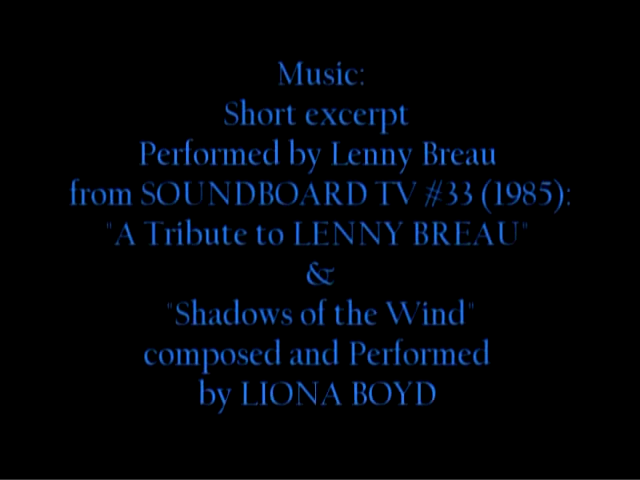 Music:
Short excerpt
Performed by Lenny Breau
from SOUNDBOARD TV #33 (1985):
"A Tribute to LENNY BREAU"
&
"Shadows of the Wind"
composed and Performed
by LIONA BOYD